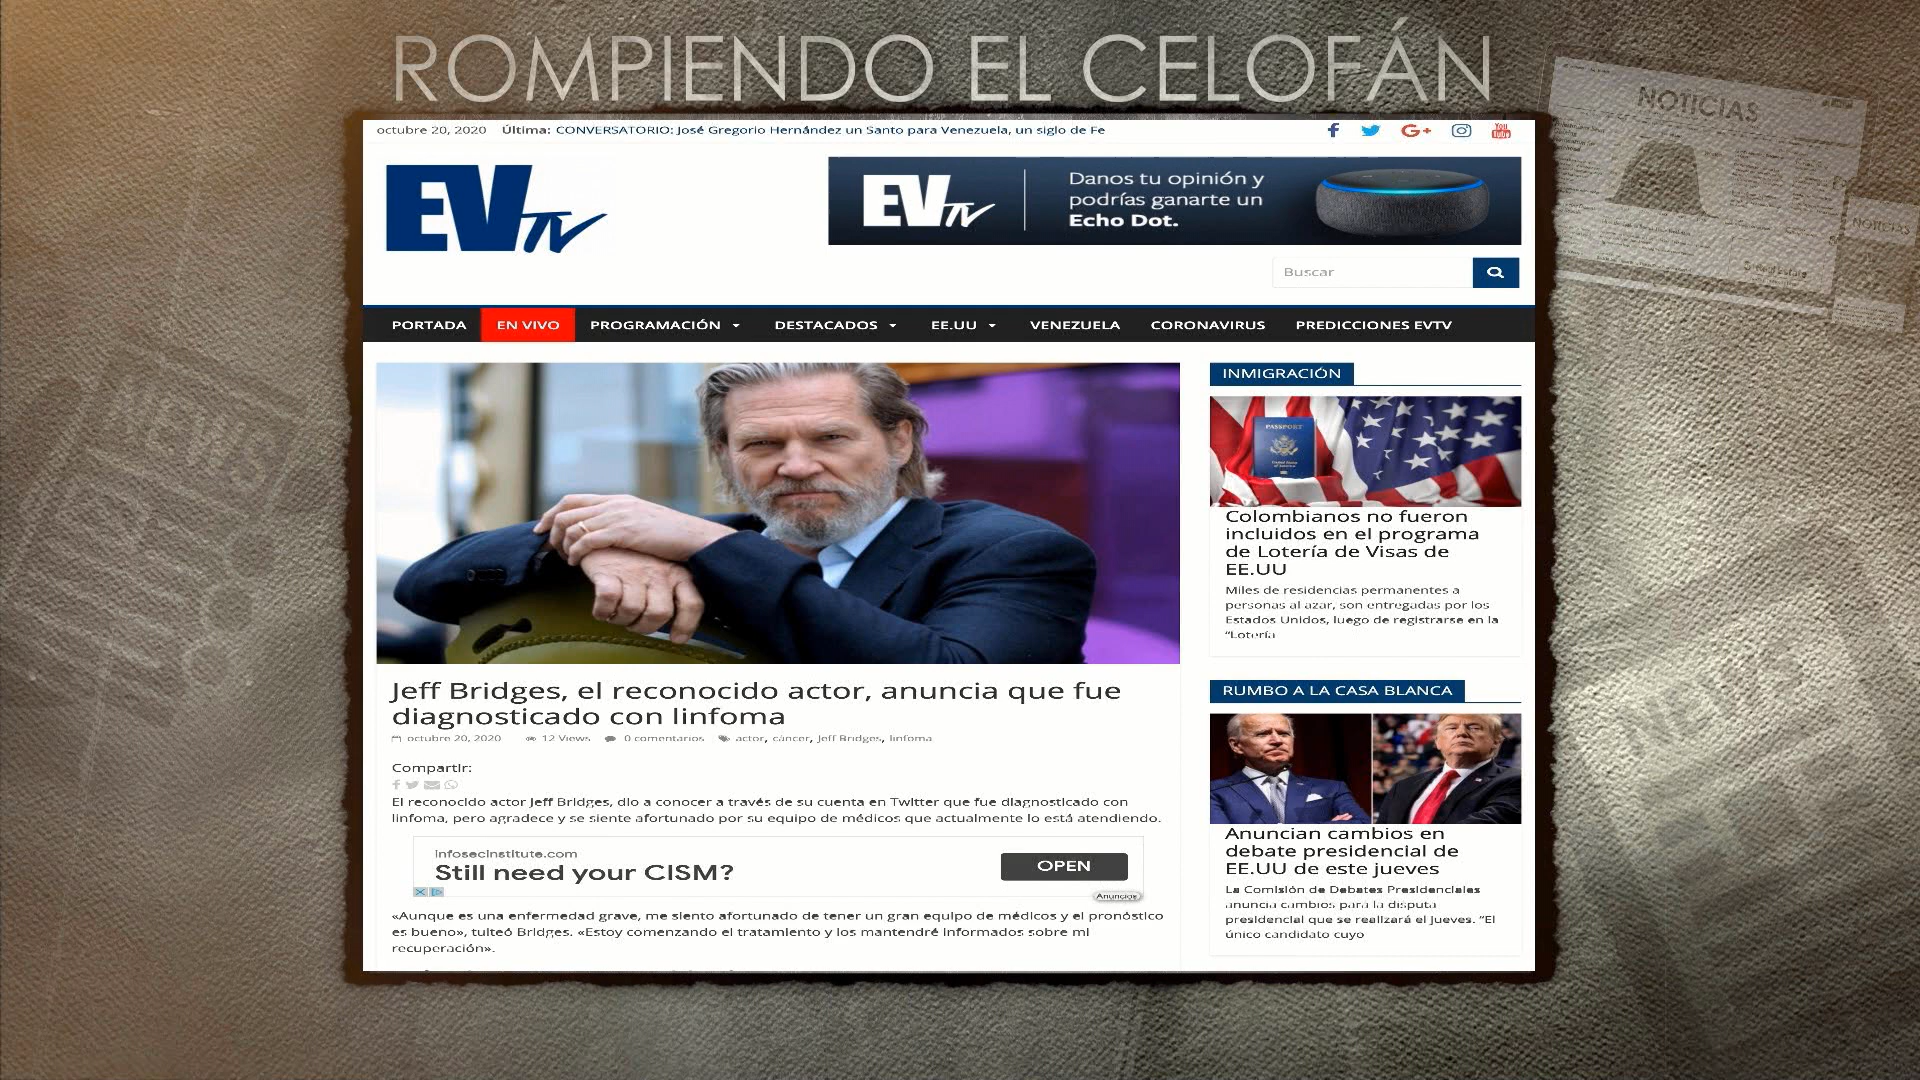 ROMPIENDO EL CELOFÁN
NOTICIAS
NOTICIAS
octubre 20, 2020 Última: CONVERSATORIO: José Gregorio Hernández un Santo para Venezuela, un siglo de Fe
You
Tube
EVTV
EVTV
Danos tu opinión y
podrías ganarte un
Echo Dot.
Buscar
PORTADA EN VIVO PROGRAMACIÓN DESTACADOS EE.UU VENEZUELA CORONAVIRUS PREDICCIONES EVTV
Jeff Bridges, el reconocido actor, anuncia que fue
diagnosticado con linfoma
octubre 20, 2020 12 Views 0 comentarios actor, cáncer, Jeff Bridges, linfoma
Compartir:
El reconocido actor Jeff Bridges, dio a conocer a través de su cuenta en Twitter que fue diagnosticado con
linfoma, pero agradece y se siente afortunado por su equipo de médicos que actualmente lo está atendiendo.
infosecinstitute.com
Still need your CISM?
OPEN
Anuncios
«Aunque es una enfermedad grave, me siento afortunado de tener un gran equipo de médicos y el pronóstico
es bueno», tuiteó Bridges. «Estoy comenzando el tratamiento y los mantendré informados sobre mi
recuperación».
INMIGRACIÓN
PASSPORT
United States
of America
Colombianos no fueron
incluidos en el programa
de Lotería de Visas de
EE.UU
Miles de residencias permanentes a
personas al azar, son entregadas por los
Estados Unidos, luego de registrarse en la
“Lotería
RUMBO A LA CASA BLANCA
Anuncian cambios en
debate presidencial de
EE.UU de este jueves
La Comisión de Debates Presidenciales
anuncia cambios para la disputa
presidencial que se realizará el jueves. “El
único candidato cuyo